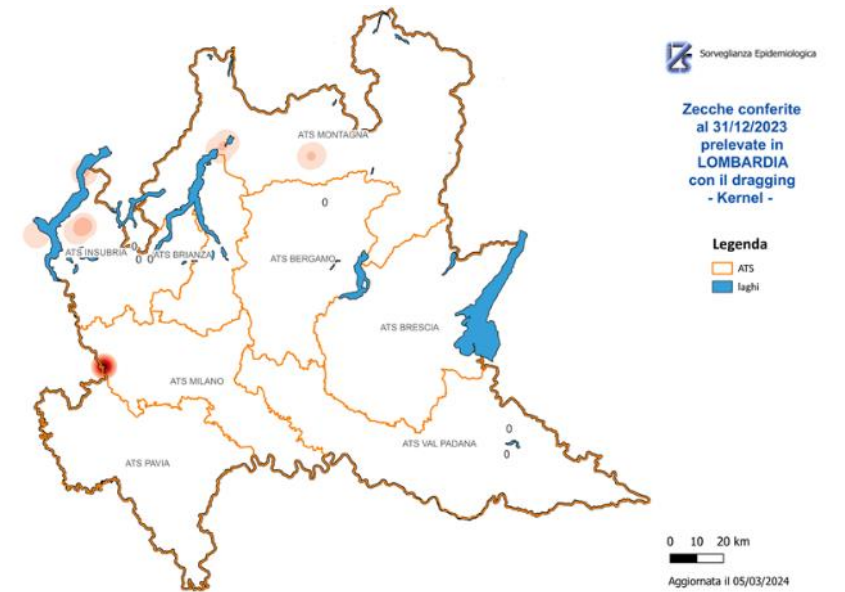 Sorveglianza Epidemiologica
Zecche conferite
al 31/12/2023
prelevate in
LOMBARDIA
con il dragging
- Kernel -
Legenda
ATS
laghi
ATS MONTAGNA
0
ATS INSUBRIA
0
0 0
ATS BRIANZA
ATS BERGAMO
ATS BRESCIA
ATS MILANO
0
ATS VAL PADANA
0
ATS PAVIA
0 10 20 km
Aggiornata il 05/03/2024